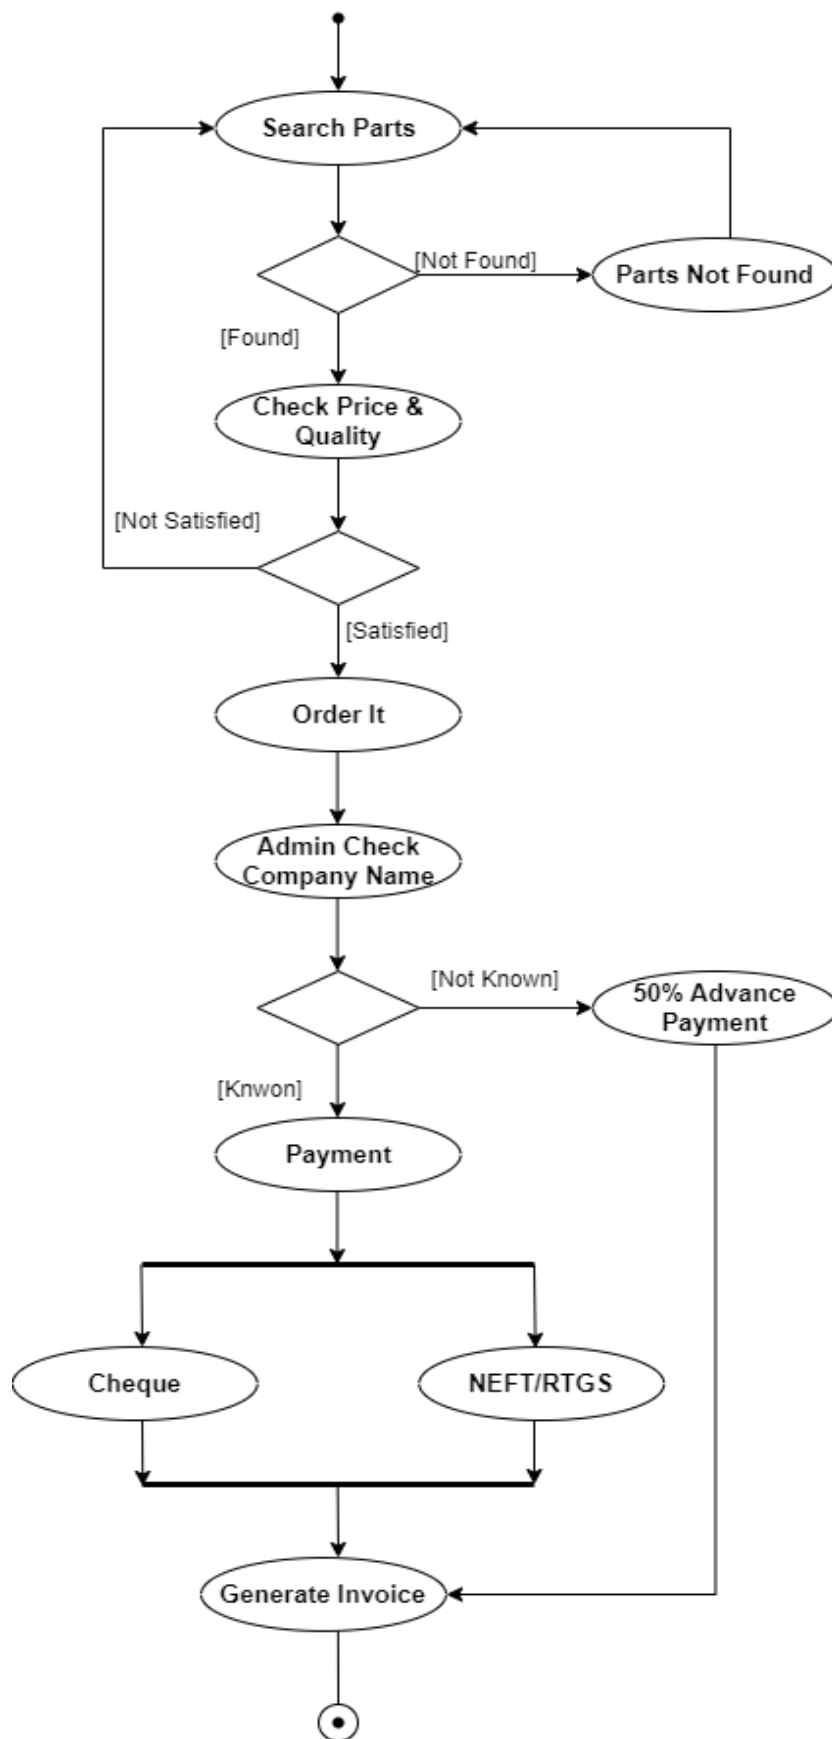 Search Parts
[Not Found]
Parts Not Found
[Found]
Check Price &
Quality
[Not Satisfied]
[Satisfied]
Order It
Admin Check
Company Name
[Not Known]
50% Advance
Payment
[Knwon]
Payment
Cheque
NEFT/RTGS
Generate Invoice